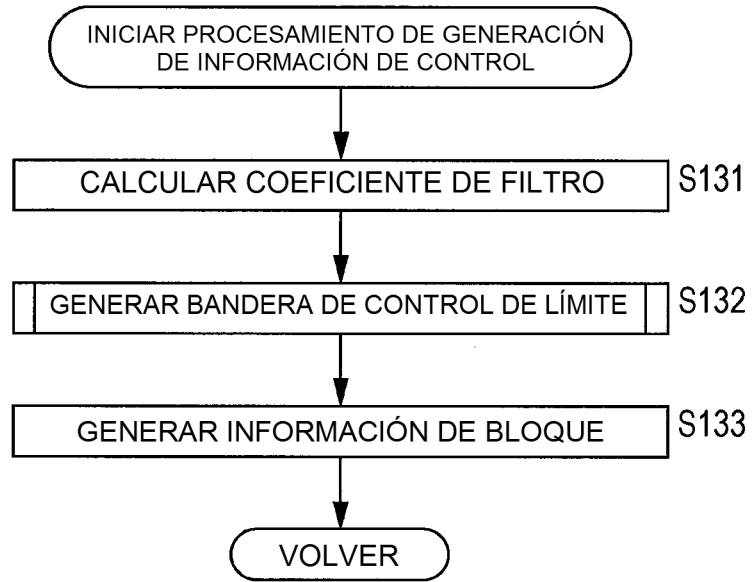 INICIAR PROCESAMIENTO DE GENERACIÓN
DE INFORMACIÓN DE CONTROL
CALCULAR COEFICIENTE DE FILTRO
S131
GENERAR BANDERA DE CONTROL DE LÍMITE
S132
GENERAR INFORMACIÓN DE BLOQUE
S133
VOLVER